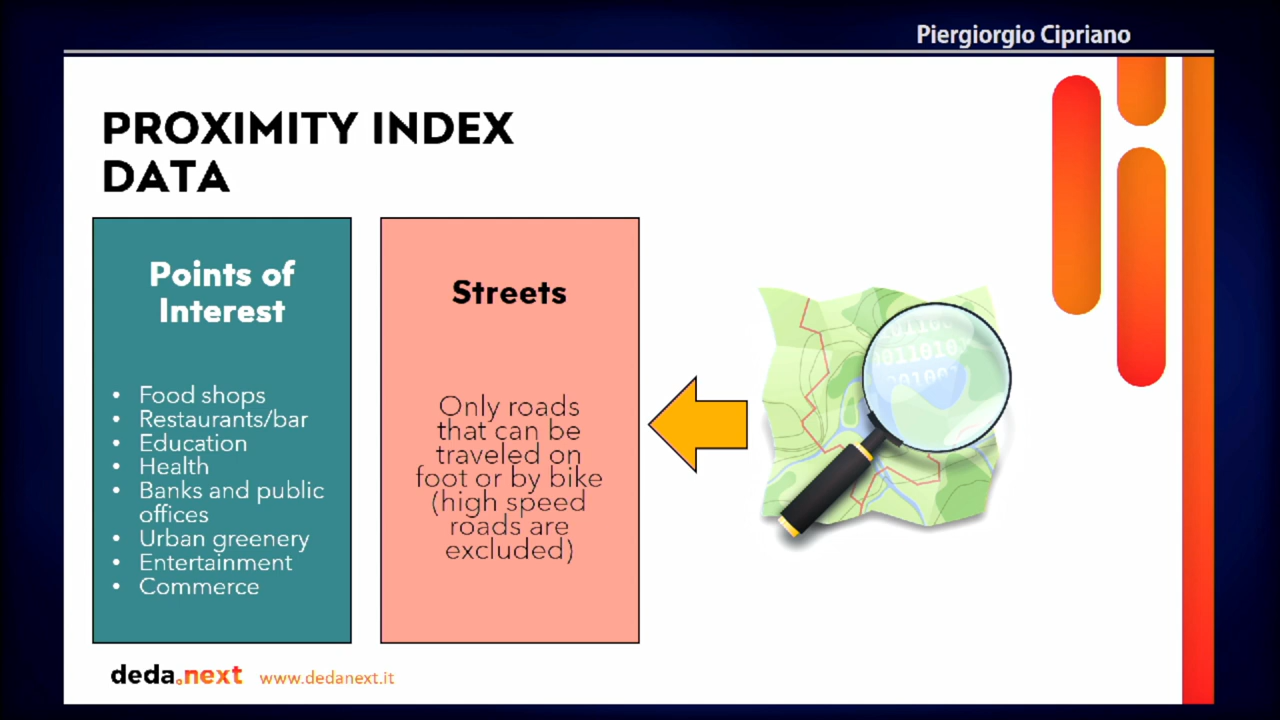 Piergiorgio Cipriano
PROXIMITY INDEX
DATA
Points of
Interest
• Food shops
• Restaurants/bar
• Education
• Health
• Banks and public
offices
• Urban greenery
• Entertainment
• Commerce
Streets
Only roads
that can be
traveled on
foot or by bike
(high speed
roads are
excluded)
deda.next www.dedanext.it